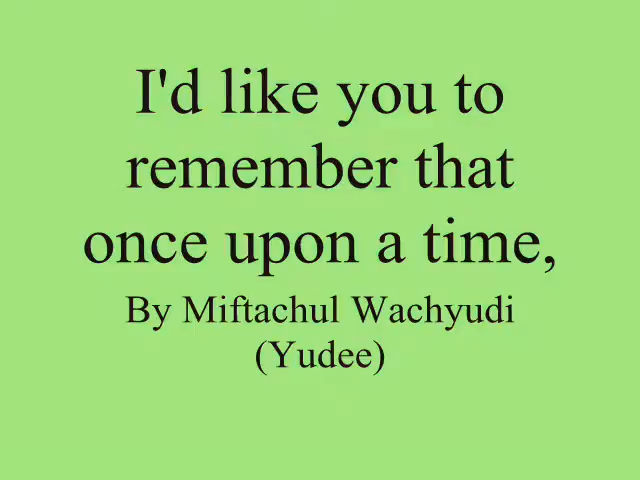 I'd like you to
remember that
once upon a time,
By Miftachul Wachyudi
(Yudee)